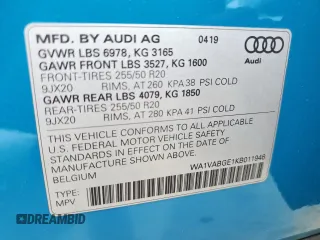 MFD. BY AUDI AG 04/19
GVWR LBS 6978, KG 3165
GAWR FRONT LBS 3527, KG 1600
FRONT-TIRES 255/50 R20
9JX20 RIMS, AT 260 KPA 38 PSI COLD
GAWR REAR LBS 4079, KG 1850
REAR-TIRES 255/50 R20
9JX20 RIMS, AT 280 KPA 41 PSI COLD
THIS VEHICLE CONFORMS TO ALL APPLICABLE
U.S. FEDERAL MOTOR VEHICLE SAFETY STANDARDS
IN EFFECT ON THE DATE OF MANUFACTURE
SHOWN ABOVE
BELGIUM
WA1VABGE1KB011946
TYPE:
MPV
Audi
DREAMBID